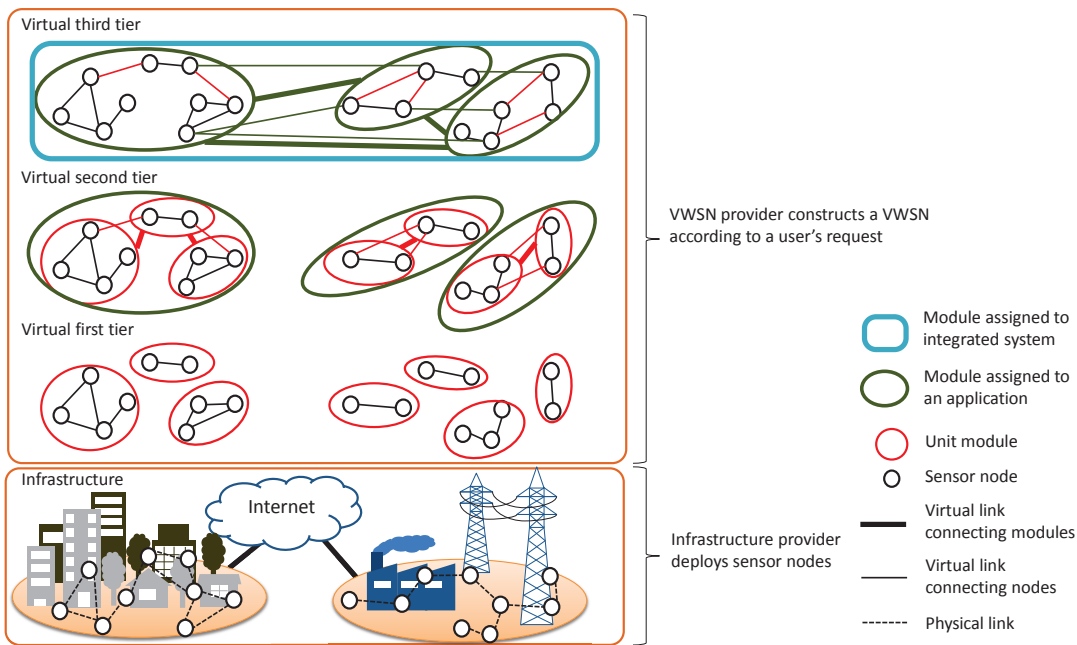 Virtual third tier
Virtual second tier
Virtual first tier
Infrastructure
Internet
VWSN provider constructs a VWSN
according to a user's request
Infrastructure provider
deploys sensor nodes
Module assigned to
integrated system
Module assigned to
an application
Unit module
Sensor node
Virtual link
connecting modules
Virtual link
connecting nodes
Physical link